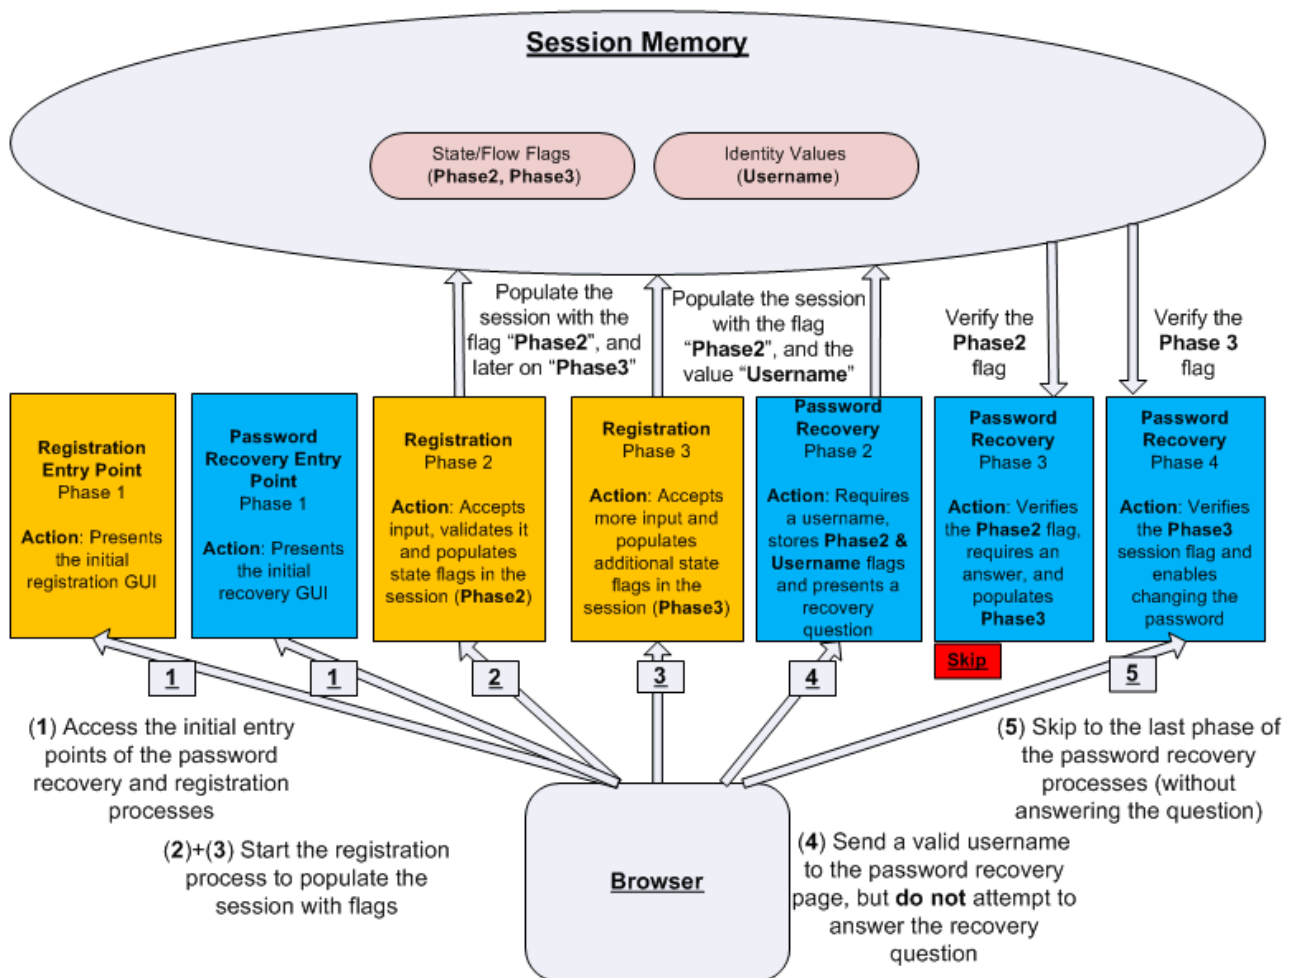 Session Memory
State/Flow Flags
(Phase2, Phase3)
Identity Values
(Username)
Populate the
session with the
flag “Phase2”, and
later on “Phase3”
Populate the session
with the flag
“Phase2”, and the
value “Username”
Verify the
Phase2
flag
Verify the
Phase 3
flag
Registration
Entry Point
Phase 1
Action: Presents
the initial
registration GUI
Password
Recovery Entry
Point
Phase 1
Action: Presents
the initial
recovery GUI
Registration
Phase 2
Action: Accepts
input, validates it
and populates
state flags in the
session (Phase2)
Registration
Phase 3
Action: Accepts
more input and
populates
additional state
flags in the
session (Phase3)
Password
Recovery
Phase 2
Action: Requires
a username,
stores Phase2 &
Username flags
and presents a
recovery
question
Password
Recovery
Phase 3
Action: Verifies
the Phase2 flag,
requires an
answer, and
populates
Phase3
Password
Recovery
Phase 4
Action: Verifies
the Phase3
session flag and
enables
changing the
password
Skip
1
1
2
3
4
5
(1) Access the initial entry
points of the password
recovery and registration
processes
(2)+(3) Start the registration
process to populate the
session with flags
Browser
(4) Send a valid username
to the password recovery
page, but do not attempt to
answer the recovery
question
(5) Skip to the last phase of
the password recovery
processes (without
answering the question)